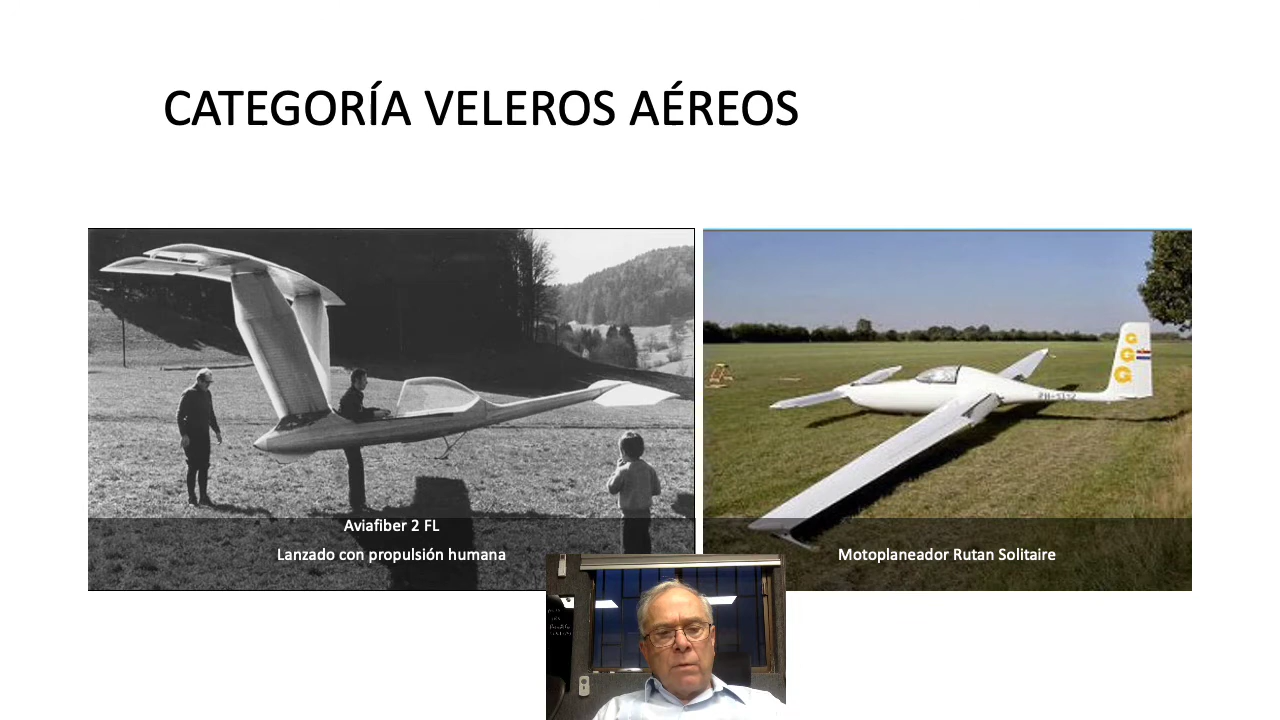 CATEGORÍA VELEROS AÉREOS
G
G
G
Aviafiber 2 FL
Lanzado con propulsión humana
Motoplaneador Rutan Solitaire